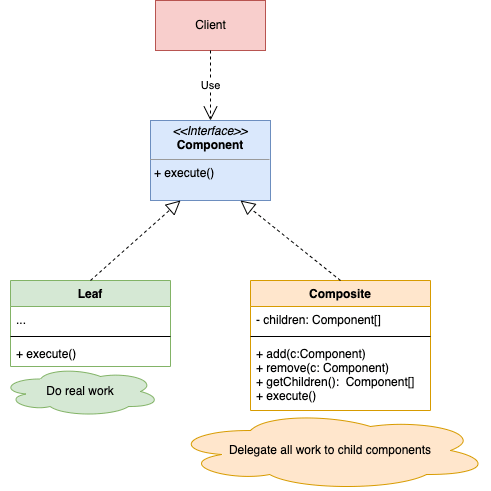 Client
Use
<<Interface>>
Component
+ execute()
Leaf
...
+ execute()
Do real work
Composite
- children: Component[]
+ add(c:Component)
+ remove(c: Component)
+ getChildren():  Component[]
+ execute()
Delegate all work to child components